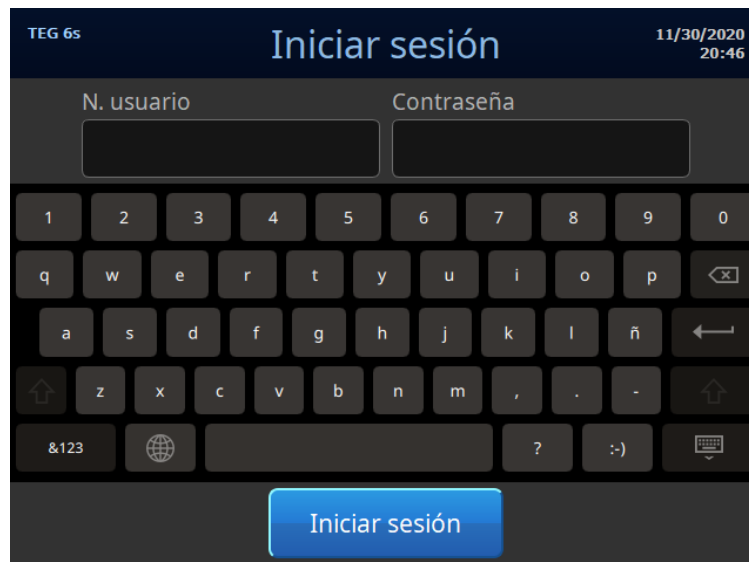 TEG 6s
Iniciar sesión
11/30/2020
20:46
N. usuario
Contraseña
1 2 3 4 5 6 7 8 9 0
q w e r t y u i o p
a s d f g h j k l ñ
z x c v b n m , . -
&123 ? :-)
Iniciar sesión